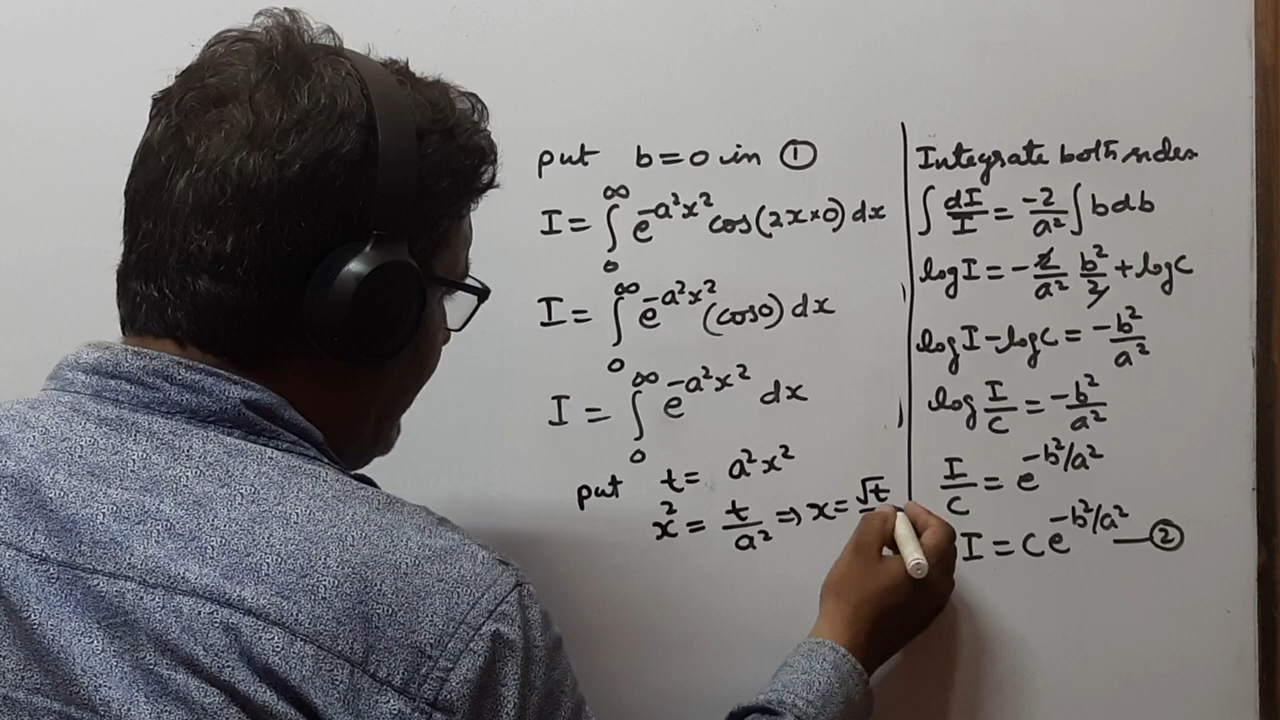 put b=0 in ①
I = ∫₀^∞ e^{-a²x²} cos(2x×0) dx
I = ∫₀^∞ e^{-a²x²} (cos0) dx
I = ∫₀^∞ e^{-a²x²} dx
put t = a²x²
x² = t/a² ⇒ x = √t
Integrate both sides
∫ dI/I = -2/a² ∫ b db
log I = -2/a² b²/2 + log C
log I - log C = -b²/a²
log I/C = -b²/a²
I/C = e^{-b²/a²}
I = C e^{-b²/a²} — ②